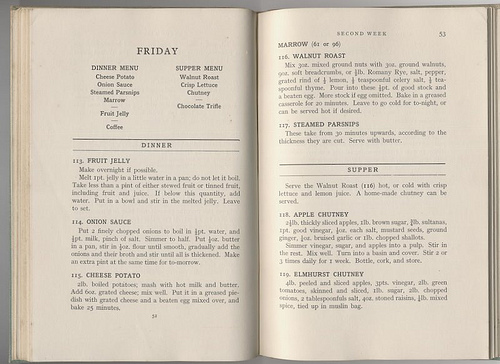 FRIDAY
DINNER MENU
Cheese Potato
Onion Sauce
Steamed Parsnips
Marrow
—
Fruit Jelly
—
Coffee
SUPPER MENU
Walnut Roast
Crisp Lettuce
Chutney
—
Chocolate Trifle
DINNER
113. FRUIT JELLY
Make overnight if possible.
Melt 1pt. jelly in a little water in a pan; do not let it boil.
Take less than a pint of either stewed fruit or tinned fruit,
including fruit and juice. If below this quantity, add
water. Put in a bowl and stir in the melted jelly. Leave
to set.
114. ONION SAUCE
Put 2 finely chopped onions to boil in ½pt. water, and
½pt. milk, pinch of salt. Simmer to half. Put 1oz. butter
in a pan, stir in ½oz. flour until smooth, gradually add the
onions and their broth and stir until all is thickened. Make
an extra pint at the same time for to-morrow.
115. CHEESE POTATO
2lb. boiled potatoes; mash with hot milk and butter.
Add 6oz. grated cheese; mix well. Put it in a greased pie-
dish with grated cheese and a beaten egg mixed over, and
bake 25 minutes.
52
SECOND WEEK 53
MARROW (61 or 96)
116. WALNUT ROAST
Mix 3oz. mixed ground nuts with 3oz. ground walnuts,
9oz. soft breadcrumbs, or ½lb. Romany Rye, salt, pepper,
grated rind of ½ lemon, ½ teaspoonful celery salt, ½ tea-
spoonful thyme. Pour into these ½pt. of good stock and
a beaten egg. More stock if egg omitted. Bake in a greased
casserole for 20 minutes. Leave to go cold for to-night, or
can be served hot if desired.
117. STEAMED PARSNIPS
These take from 30 minutes upwards, according to the
thickness they are cut. Serve with butter.
SUPPER
Serve the Walnut Roast (116) hot, or cold with crisp
lettuce and lemon juice. A home-made chutney can be
served.
118. APPLE CHUTNEY
2½lb. thickly sliced apples, 2lb. brown sugar, ½lb. sultanas,
1pt. good vinegar, 4oz. each salt, mustard seeds, ground
ginger, ½oz. bruised garlic or 1lb. chopped shallots.
Simmer vinegar, sugar, and apples into a pulp. Stir in the
rest. Mix well. Turn into a basin and cover. Stir 2 or
3 times daily for 1 week. Bottle, cork, and store.
119. ELMHURST CHUTNEY
4lb. peeled and sliced apples, 3pts. vinegar, 2lb. green
tomatoes, skinned and sliced, 1lb. sugar, 2lb. chopped
onions, 2 tablespoonfuls salt, 4oz. stoned raisins, ½lb. mixed
spice, tied up in muslin bag.